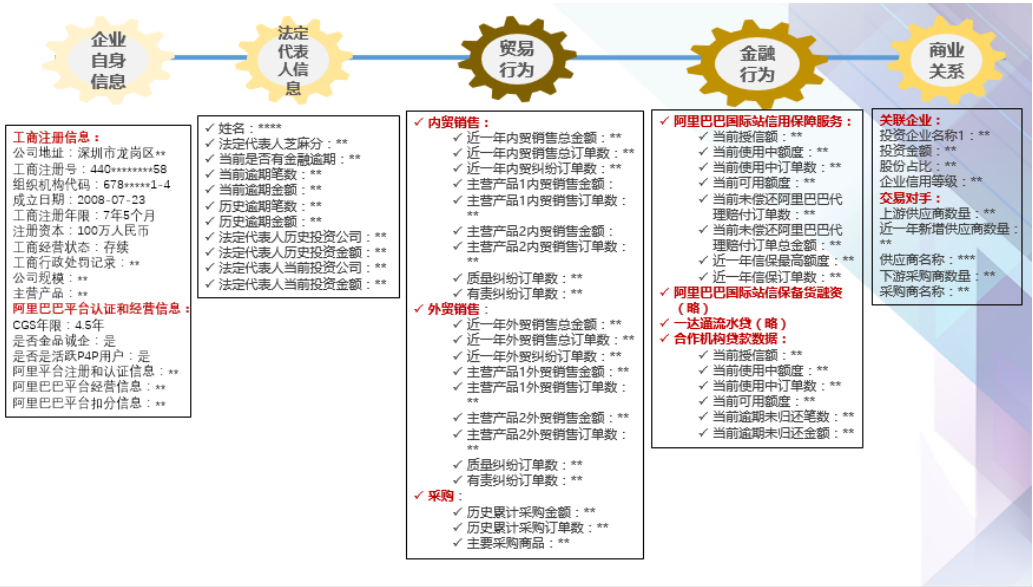 企业
自身
信息
法定
代表
人信
息
贸易
行为
金融
行为
商业
关系
工商注册信息：
公司地址：深圳市龙岗区**
工商注册号：440********58
组织机构代码：678*****1-4
成立日期：2008-07-23
工商注册年限：7年5个月
注册资本：100万人民币
工商经营状态：存续
工商行政处罚记录：**
公司规模：**
主营产品：**
阿里巴巴平台认证和经营信息：
CGS年限：4.5年
是否金品诚企：是
是否是活跃P4P用户：是
阿里平台注册和认证信息：**
阿里巴巴平台经营信息：**
阿里巴巴平台扣分信息：**
✓ 姓名：****
✓ 法定代表人芝麻分：**
✓ 当前是否有金融逾期：**
✓ 当前逾期笔数：**
✓ 当前逾期金额：**
✓ 历史逾期笔数：**
✓ 历史逾期金额：**
✓ 法定代表人历史投资公司：**
✓ 法定代表人历史投资金额：**
✓ 法定代表人当前投资公司：**
✓ 法定代表人当前投资金额：**
✓ 内贸销售：
✓ 近一年内贸销售总金额：**
✓ 近一年内贸销售总订单数：**
✓ 近一年内贸纠纷订单数：**
✓ 主营产品1内贸销售金额：
✓ 主营产品1内贸销售订单数：
**
✓ 主营产品2内贸销售金额：
✓ 主营产品2内贸销售订单数：
**
✓ 质量纠纷订单数：**
✓ 有责纠纷订单数：**
✓ 外贸销售：
✓ 近一年外贸销售总金额：**
✓ 近一年外贸销售总订单数：**
✓ 近一年外贸纠纷订单数：**
✓ 主营产品1外贸销售金额：**
✓ 主营产品1外贸销售订单数：
**
✓ 主营产品2外贸销售金额：**
✓ 主营产品2外贸销售订单数：
**
✓ 质量纠纷订单数：**
✓ 有责纠纷订单数：**
✓ 采购：
✓ 历史累计采购金额：**
✓ 历史累计采购订单数：**
✓ 主要采购商品：**
✓ 阿里巴巴国际站信用保障服务：
✓ 当前授信额：**
✓ 当前使用中额度：**
✓ 当前使用中订单数：**
✓ 当前可用额度：**
✓ 当前未偿还阿里巴巴代
理赔付订单数：**
✓ 当前未偿还阿里巴巴代
理赔付订单总金额：**
✓ 近一年信保最高额度：**
✓ 近一年信保订单数：**
✓ 阿里巴巴国际站信保备货融资
（略）
✓ 一达通流水贷（略）
✓ 合作机构贷款数据：
✓ 当前授信额：**
✓ 当前使用中额度：**
✓ 当前使用中订单数：**
✓ 当前可用额度：**
✓ 当前逾期未归还笔数：**
✓ 当前逾期未归还金额：**
关联企业：
投资企业名称1：**
投资金额：**
股份占比：**
企业信用等级：**
交易对手：
上游供应商数量：**
近一年新增供应商数量：
**
供应商名称：***
下游采购商数量：**
采购商名称：**